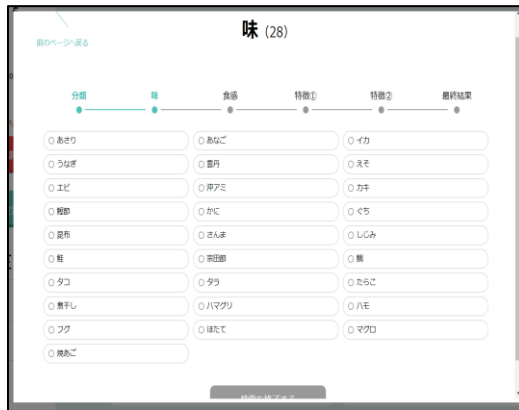 味 (28)
前のページへ戻る
分類 味 食感 特徴① 特徴② 最終結果
あさり あなご イカ
うなぎ 雲丹 えそ
エビ 沖アミ カキ
鰹節 かに ぐち
昆布 さんま しじみ
鮭 宗田節 鯛
タコ タラ たらこ
煮干し ハマグリ ハモ
フグ ほたて マグロ
焼あご